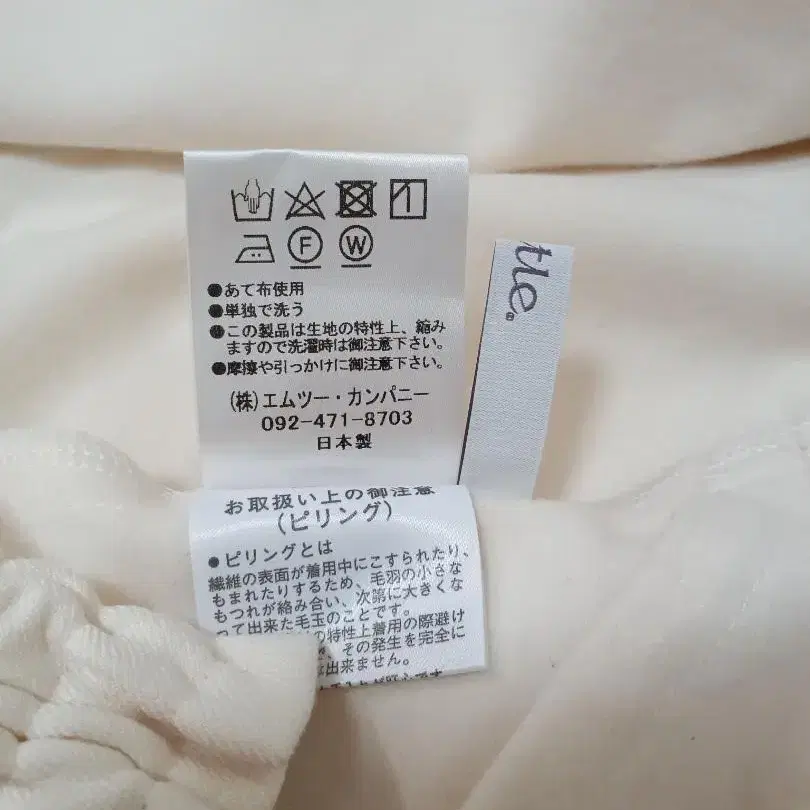 F W
●あて布使用
●単独で洗う
●この製品は生地の特性上、縮み
ますので洗濯時は御注意下さい。
●摩擦や引っかけに御注意下さい。
(株)エムツー・カンパニー
092-471-8703
日本製
tle.
お取扱い上の御注意
(ピリング)
●ピリングとは
繊維の表面が着用中にこすられたり、
もまれたりするため、毛羽の小さな
もつれが絡み合い、次第に大きくな
って出来た毛玉のことです。
の特性上着用の際避け
、その発生を完全に
出来ません。